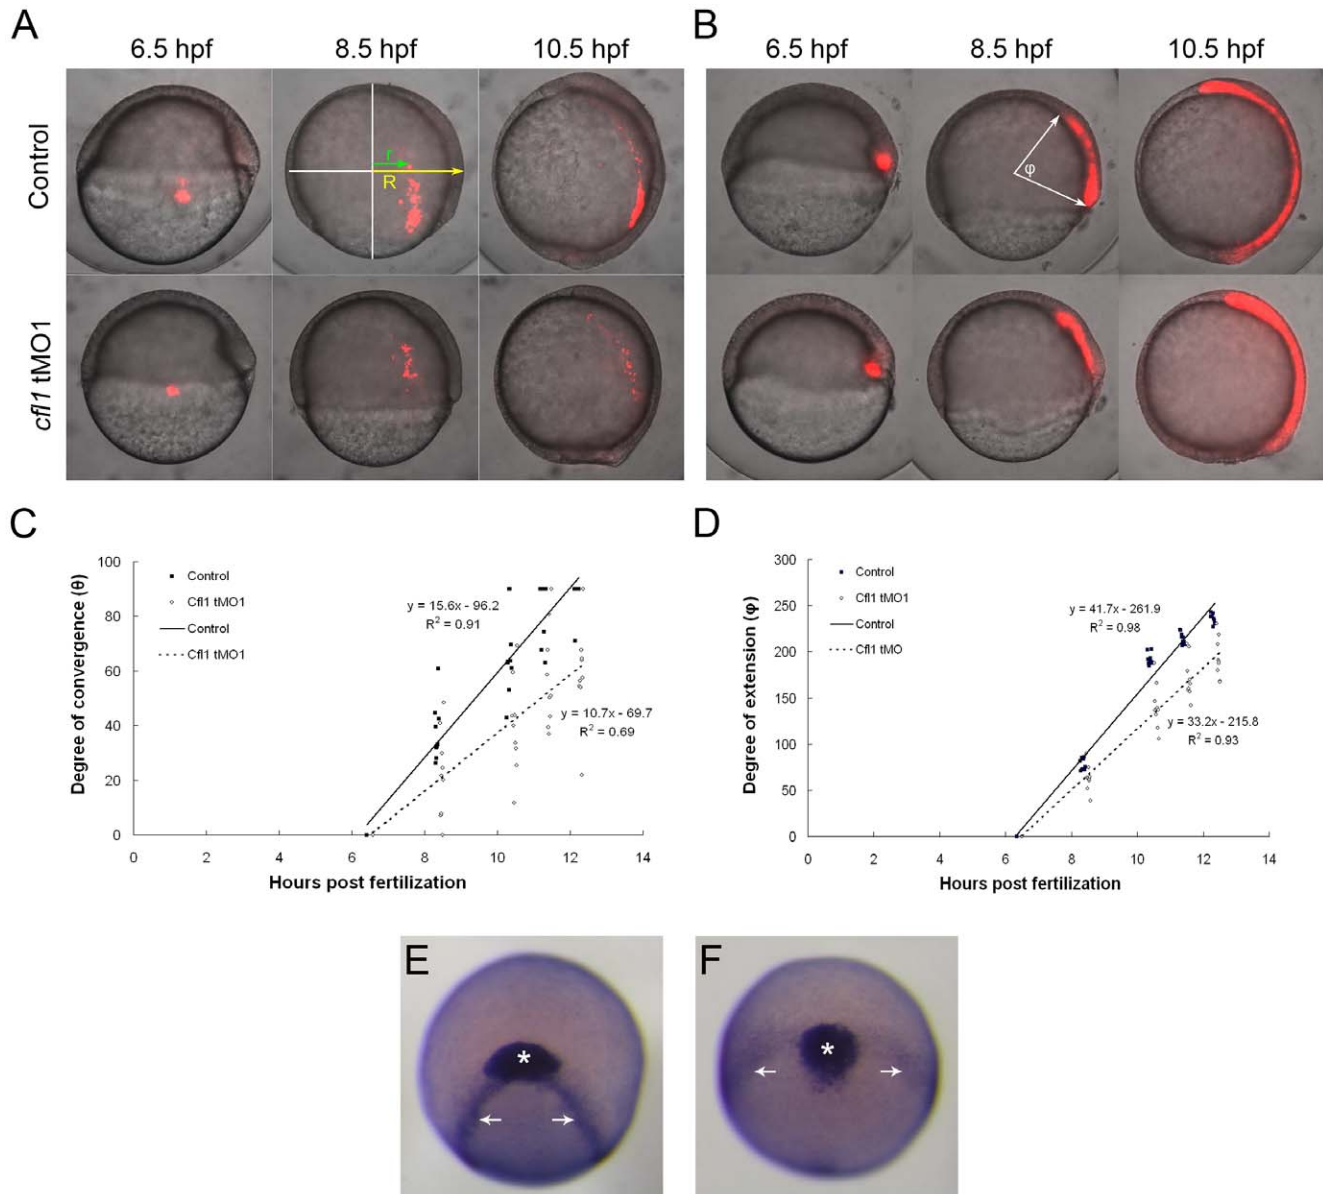 A
B
6.5 hpf 8.5 hpf 10.5 hpf
6.5 hpf 8.5 hpf 10.5 hpf
Control
r
R
φ
cfl1 tMO1
C
D
Degree of convergence (θ)
100
80
60
40
20
0
Control
Cfl1 tMO1
Control
Cfl1 tMO1
y = 15.6x - 96.2
R² = 0.91
y = 10.7x - 69.7
R² = 0.69
0 2 4 6 8 10 12 14
Hours post fertilization
Degree of extension (φ)
300
250
200
150
100
50
0
Control
Cfl1 tMO1
Control
Cfl1 tMO
y = 41.7x - 261.9
R² = 0.98
y = 33.2x - 215.8
R² = 0.93
0 2 4 6 8 10 12 14
Hours post fertilization
E
*
F
*